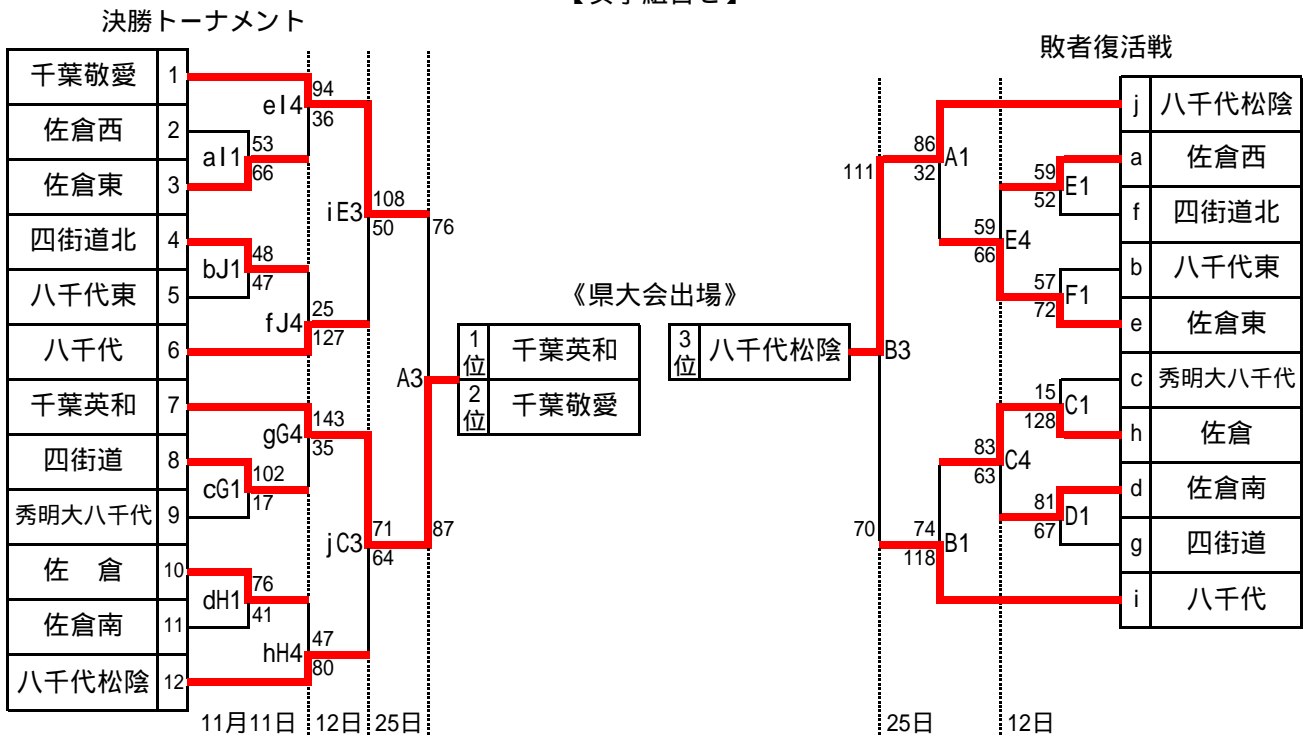 決勝トーナメント
千葉敬愛 1
佐倉西 2
佐倉東 3
四街道北 4
八千代東 5
八千代 6
千葉英和 7
四街道 8
秀明大八千代 9
佐　倉 10
佐倉南 11
八千代松陰 12
aI1 53 66
bJ1 48 47
cG1 102 17
dH1 76 41
eI4 94 36
fJ4 25 127
gG4 143 35
hH4 47 80
iE3 108 50
jC3 71 64
A3 76 87
11月11日 12日 25日
《県大会出場》
1位 千葉英和
2位 千葉敬愛
3位 八千代松陰
敗者復活戦
j 八千代松陰
a 佐倉西
f 四街道北
b 八千代東
e 佐倉東
c 秀明大八千代
h 佐倉
d 佐倉南
g 四街道
i 八千代
59 52 E1
57 72 F1
15 128 C1
81 67 D1
59 66 E4
83 63 C4
86 32 A1
74 118 B1
111 70 B3
25日 12日